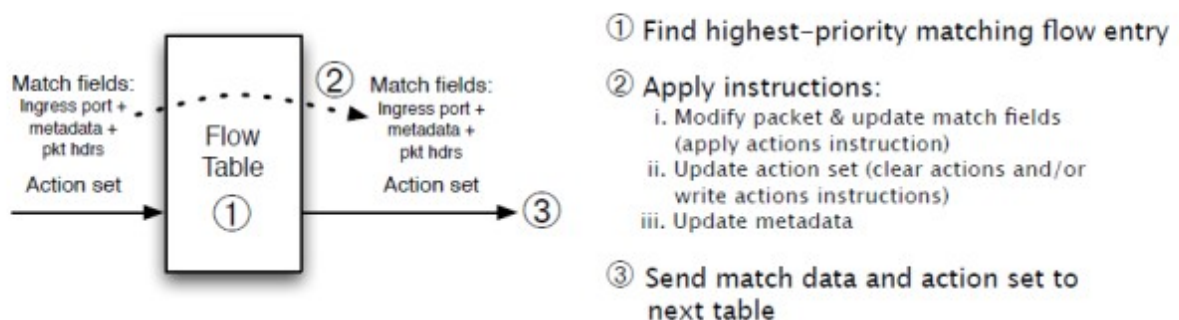 Match fields:
Ingress port +
metadata +
pkt hdrs
Action set
Flow
Table
①
②
Match fields:
Ingress port +
metadata +
pkt hdrs
Action set
③
① Find highest-priority matching flow entry
② Apply instructions:
i. Modify packet & update match fields
(apply actions instruction)
ii. Update action set (clear actions and/or
write actions instructions)
iii. Update metadata
③ Send match data and action set to
next table